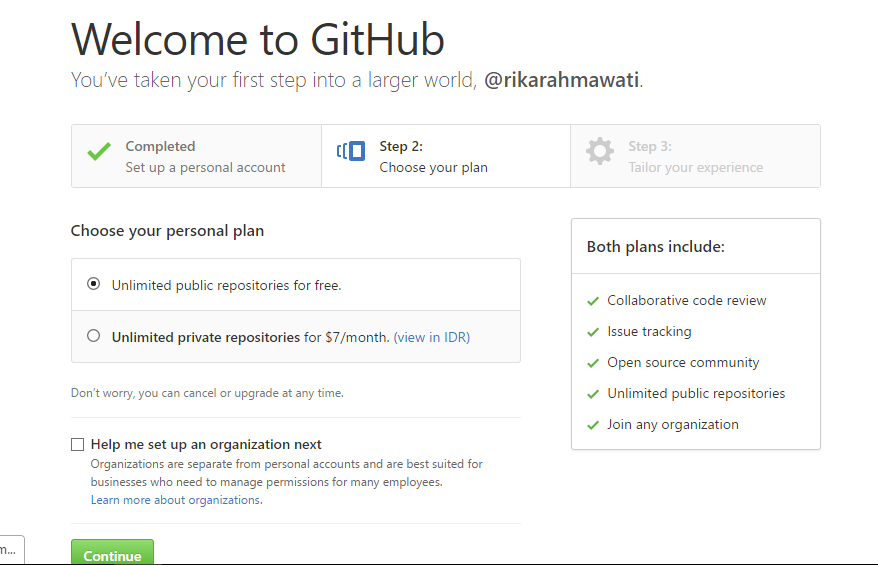 Welcome to GitHub
You’ve taken your first step into a larger world, @rikarahmawati.
Completed
Set up a personal account
Step 2:
Choose your plan
Step 3:
Tailor your experience
Choose your personal plan
Unlimited public repositories for free.
Unlimited private repositories for $7/month. (view in IDR)
Don’t worry, you can cancel or upgrade at any time.
Help me set up an organization next
Organizations are separate from personal accounts and are best suited for
businesses who need to manage permissions for many employees.
Learn more about organizations.
Continue
Both plans include:
Collaborative code review
Issue tracking
Open source community
Unlimited public repositories
Join any organization
m...